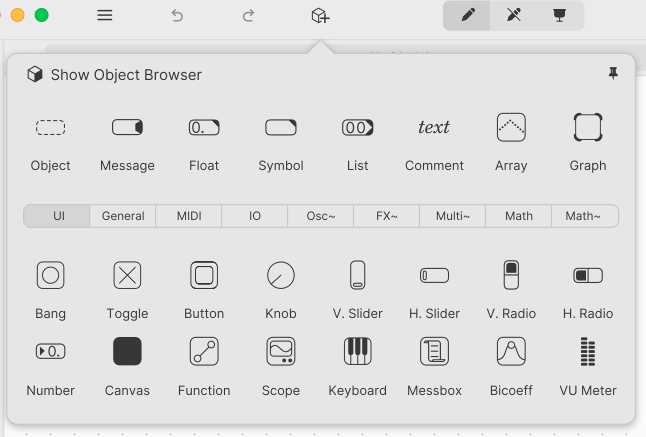 Show Object Browser
0.
00
text
Object Message Float Symbol List Comment Array Graph
UI General MIDI IO Osc~ FX~ Multi~ Math Math~
Bang Toggle Button Knob V. Slider H. Slider V. Radio H. Radio
0.
Number Canvas Function Scope Keyboard Messbox Bicoeff VU Meter